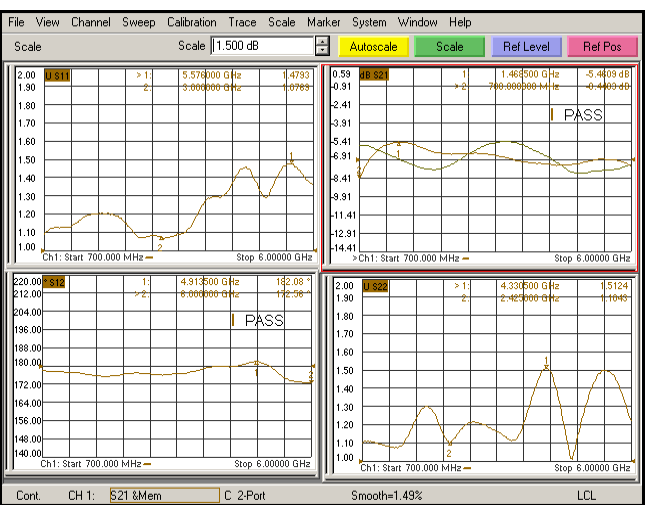 File View Channel Sweep Calibration Trace Scale Marker System Window Help
Scale Scale 1.500 dB Autoscale Scale Ref Level Ref Pos
2.00 U S11 > 1: 5.576000 GHz 1.4793
1.90 2: 3.000000 GHz 1.0763
1.80
1.70
1.60
1.50
1.40
1.30
1.20
1.10
1.00
1
2
Ch1: Start 700.000 MHz Stop 6.00000 GHz
0.59 dB S21 1: 1.468500 GHz -5.4609 dB
-0.91 > 2: 700.000000 MHz
-2.41
-3.91 PASS
-5.41
-6.91
-8.41
-9.91
-11.41
-12.91
-14.41
1
2
>Ch1: Start 700.000 MHz Stop 6.00000 GHz
220.00 ° S12 1: 4.913500 GHz 182.08 °
212.00 >2: 6.000000 GHz 172.56 °
204.00
196.00 PASS
188.00
180.00
172.00
164.00
156.00
148.00
140.00
1
2
Ch1: Start 700.000 MHz Stop 6.00000 GHz
2.00 U S22 > 1: 4.330500 GHz 1.5124
1.90 2: 2.425000 GHz 1.1043
1.80
1.70
1.60
1.50
1.40
1.30
1.20
1.10
1.00
1
2
Ch1: Start 700.000 MHz Stop 6.00000 GHz
Cont. CH 1: S21 &Mem C 2-Port Smooth=1.49% LCL